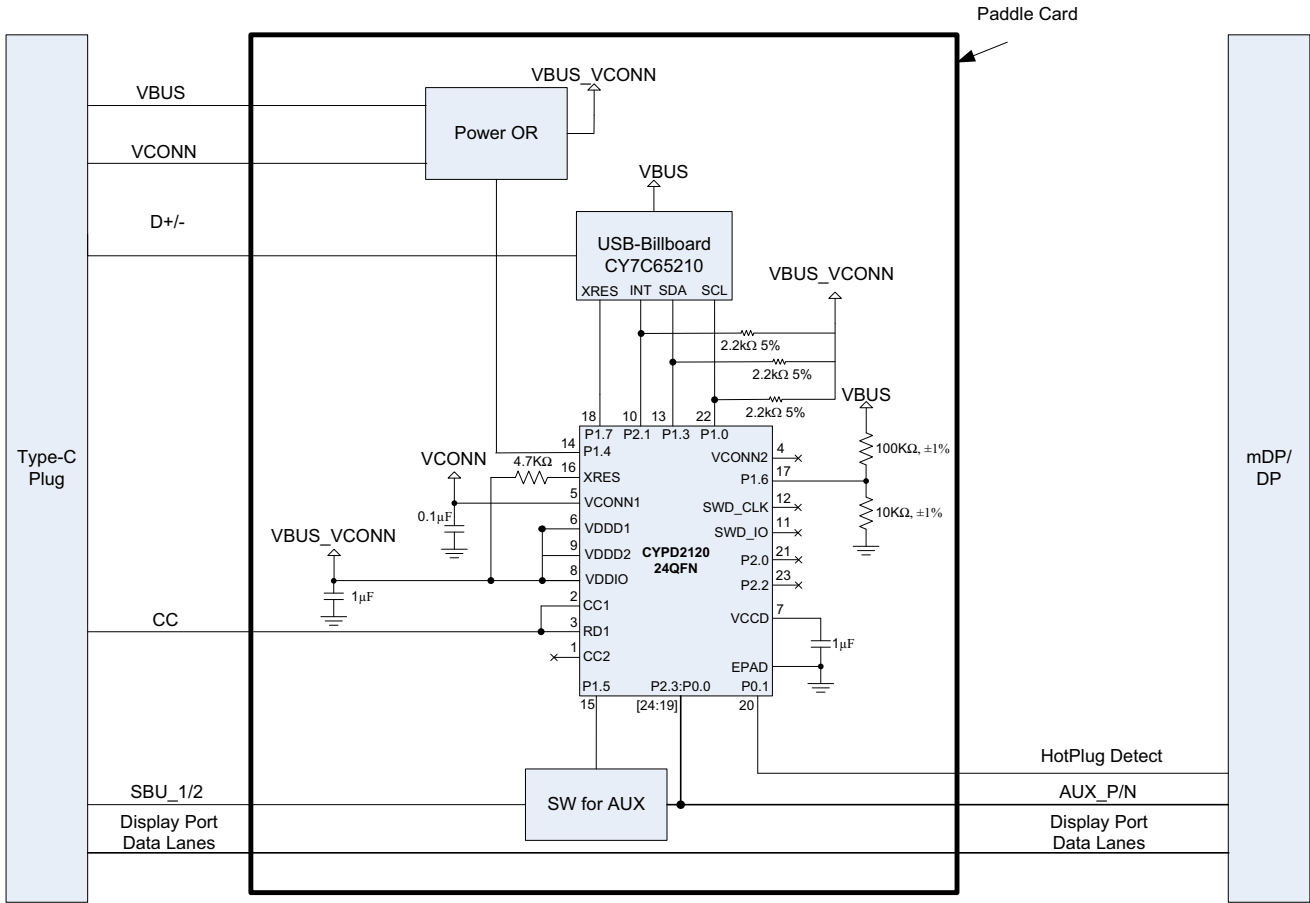 Paddle Card
VBUS_VCONN
VBUS
Power OR
VCONN
VBUS
D+/-
USB-Billboard
CY7C65210
VBUS_VCONN
XRES INT SDA SCL
2.2kΩ 5%
2.2kΩ 5%
VBUS
2.2kΩ 5%
18 10 13 22
P1.7 P2.1 P1.3 P1.0
14 P1.4
4 VCONN2
100KΩ, ±1%
Type-C
Plug
mDP/
DP
VCONN
4.7KΩ
16 XRES
17 P1.6
5 VCONN1
12 SWD_CLK
10KΩ, ±1%
0.1µF
6 VDDD1
11 SWD_IO
VBUS_VCONN
9 VDDD2
CYPD2120
24QFN
21 P2.0
8 VDDIO
23 P2.2
1µF
2 CC1
7 VCCD
CC
3 RD1
1µF
1 CC2
EPAD
P1.5 P2.3:P0.0 P0.1
15 [24:19] 20
HotPlug Detect
SBU_1/2
SW for AUX
AUX_P/N
Display Port
Data Lanes
Display Port
Data Lanes